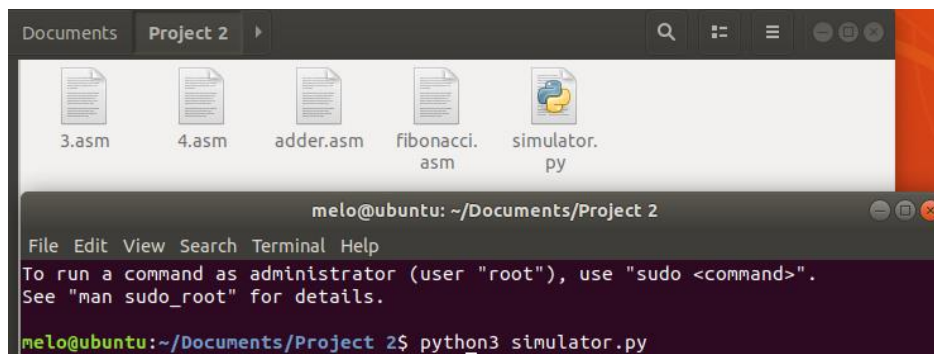 Documents Project 2
3.asm 4.asm adder.asm fibonacci.asm simulator.py
melo@ubuntu: ~/Documents/Project 2
File Edit View Search Terminal Help
To run a command as administrator (user "root"), use "sudo <command>".
See "man sudo_root" for details.
melo@ubuntu:~/Documents/Project 2$ python3 simulator.py